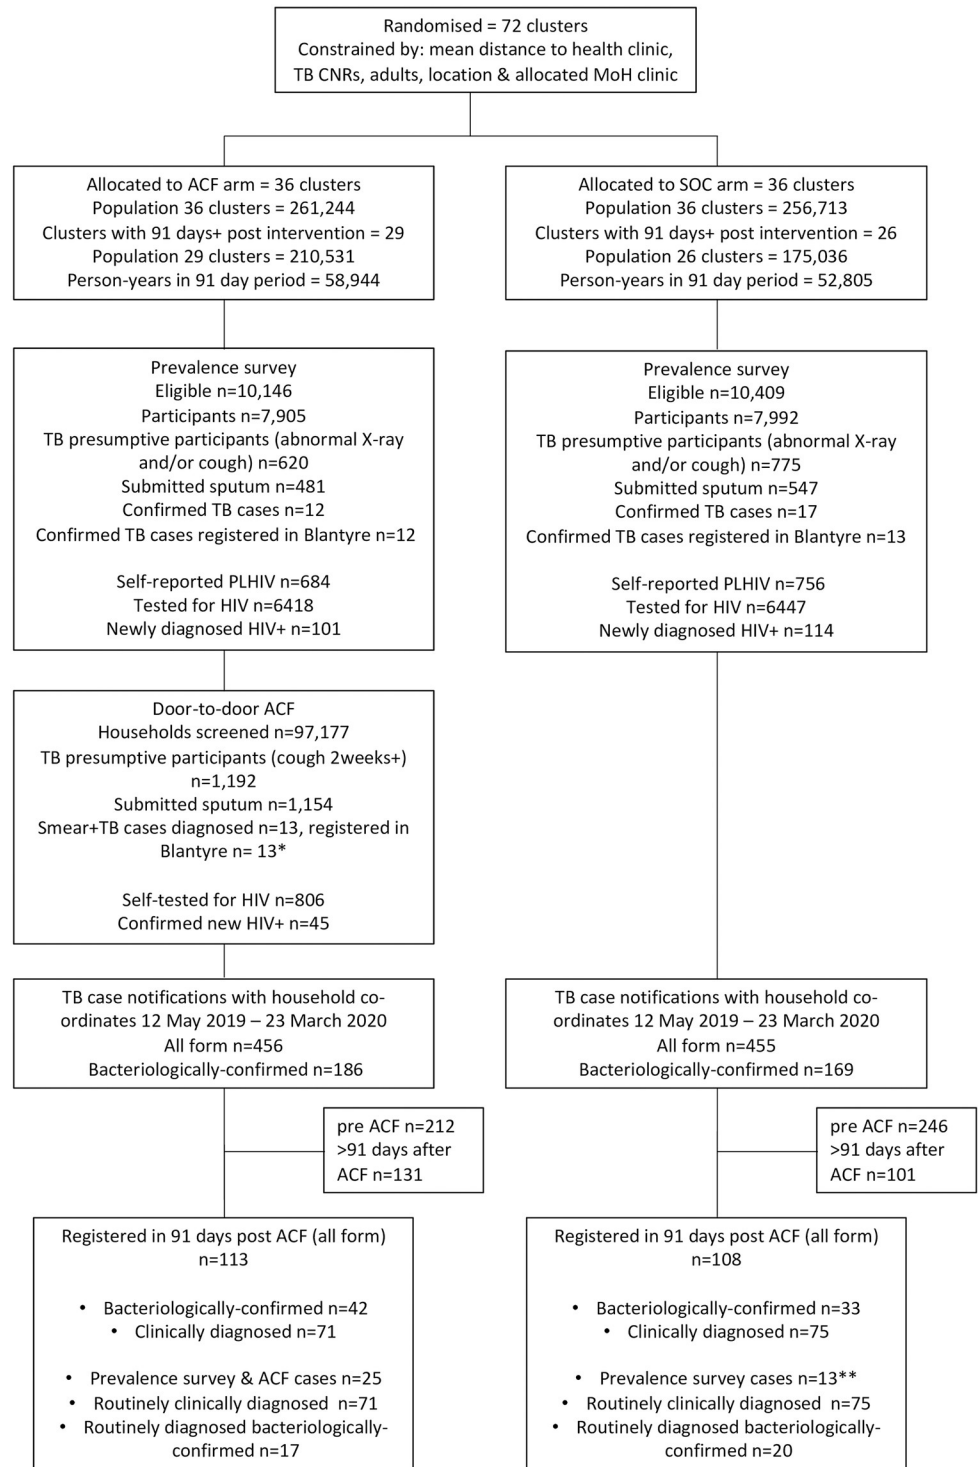 Randomised = 72 clusters
Constrained by: mean distance to health clinic,
TB CNRs, adults, location & allocated MoH clinic
Allocated to ACF arm = 36 clusters
Population 36 clusters = 261,244
Clusters with 91 days+ post intervention = 29
Population 29 clusters = 210,531
Person-years in 91 day period = 58,944
Allocated to SOC arm = 36 clusters
Population 36 clusters = 256,713
Clusters with 91 days+ post intervention = 26
Population 26 clusters = 175,036
Person-years in 91 day period = 52,805
Prevalence survey
Eligible n=10,146
Participants n=7,905
TB presumptive participants (abnormal X-ray
and/or cough) n=620
Submitted sputum n=481
Confirmed TB cases n=12
Confirmed TB cases registered in Blantyre n=12
Self-reported PLHIV n=684
Tested for HIV n=6418
Newly diagnosed HIV+ n=101
Prevalence survey
Eligible n=10,409
Participants n=7,992
TB presumptive participants (abnormal X-ray
and/or cough) n=775
Submitted sputum n=547
Confirmed TB cases n=17
Confirmed TB cases registered in Blantyre n=13
Self-reported PLHIV n=756
Tested for HIV n=6447
Newly diagnosed HIV+ n=114
Door-to-door ACF
Households screened n=97,177
TB presumptive participants (cough 2weeks+)
n=1,192
Submitted sputum n=1,154
Smear+TB cases diagnosed n=13, registered in
Blantyre n= 13*
Self-tested for HIV n=806
Confirmed new HIV+ n=45
TB case notifications with household co-
ordinates 12 May 2019 – 23 March 2020
All form n=456
Bacteriologically-confirmed n=186
TB case notifications with household co-
ordinates 12 May 2019 – 23 March 2020
All form n=455
Bacteriologically-confirmed n=169
pre ACF n=212
>91 days after
ACF n=131
pre ACF n=246
>91 days after
ACF n=101
Registered in 91 days post ACF (all form)
n=113
• Bacteriologically-confirmed n=42
• Clinically diagnosed n=71
• Prevalence survey & ACF cases n=25
• Routinely clinically diagnosed n=71
• Routinely diagnosed bacteriologically-
confirmed n=17
Registered in 91 days post ACF (all form)
n=108
• Bacteriologically-confirmed n=33
• Clinically diagnosed n=75
• Prevalence survey cases n=13**
• Routinely clinically diagnosed n=75
• Routinely diagnosed bacteriologically-
confirmed n=20